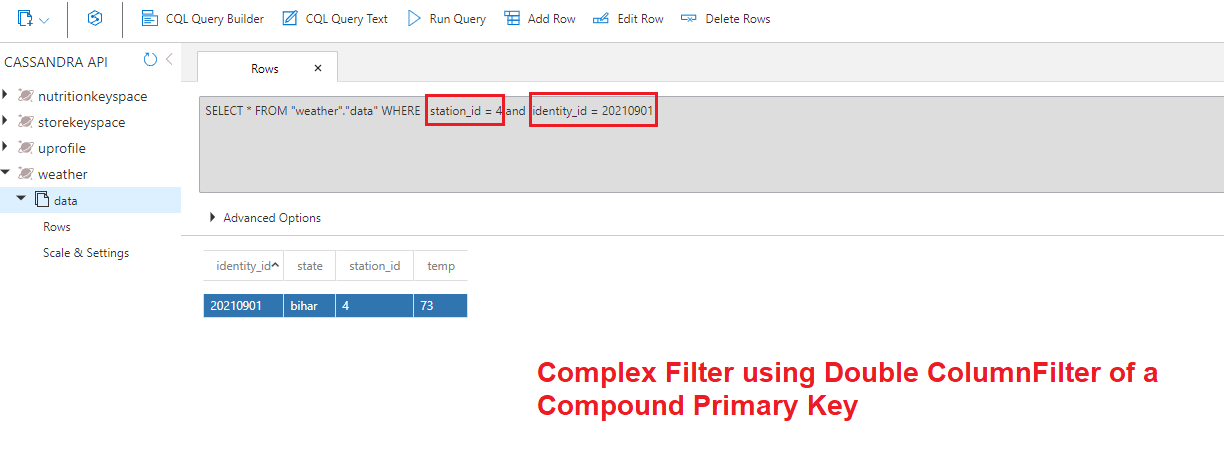 CQL Query Builder CQL Query Text Run Query Add Row Edit Row Delete Rows
CASSANDRA API
Rows
nutritionkeyspace
storekeyspace
uprofile
weather
data
Rows
Scale & Settings
SELECT * FROM "weather"."data" WHERE station_id = 4 and identity_id = 20210901
Advanced Options
identity_id state station_id temp
20210901 bihar 4 73
Complex Filter using Double ColumnFilter of a
Compound Primary Key